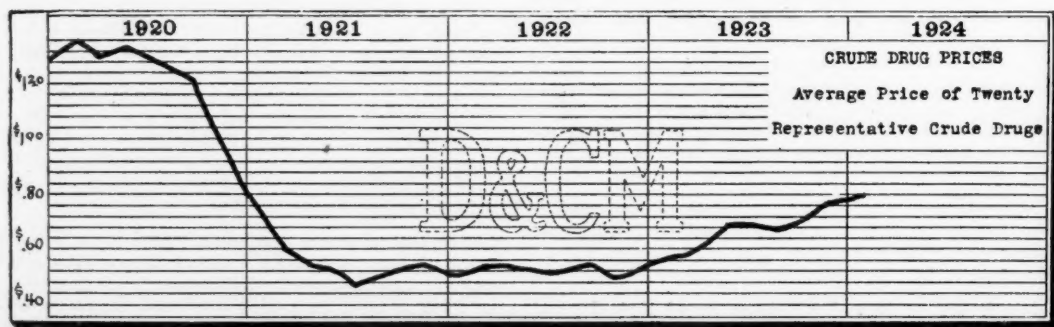 1920 1921 1922 1923 1924
CRUDE DRUG PRICES
Average Price of Twenty
Representative Crude Drugs
$1.20
$1.00
$.80
$.60
$.40
D&CM